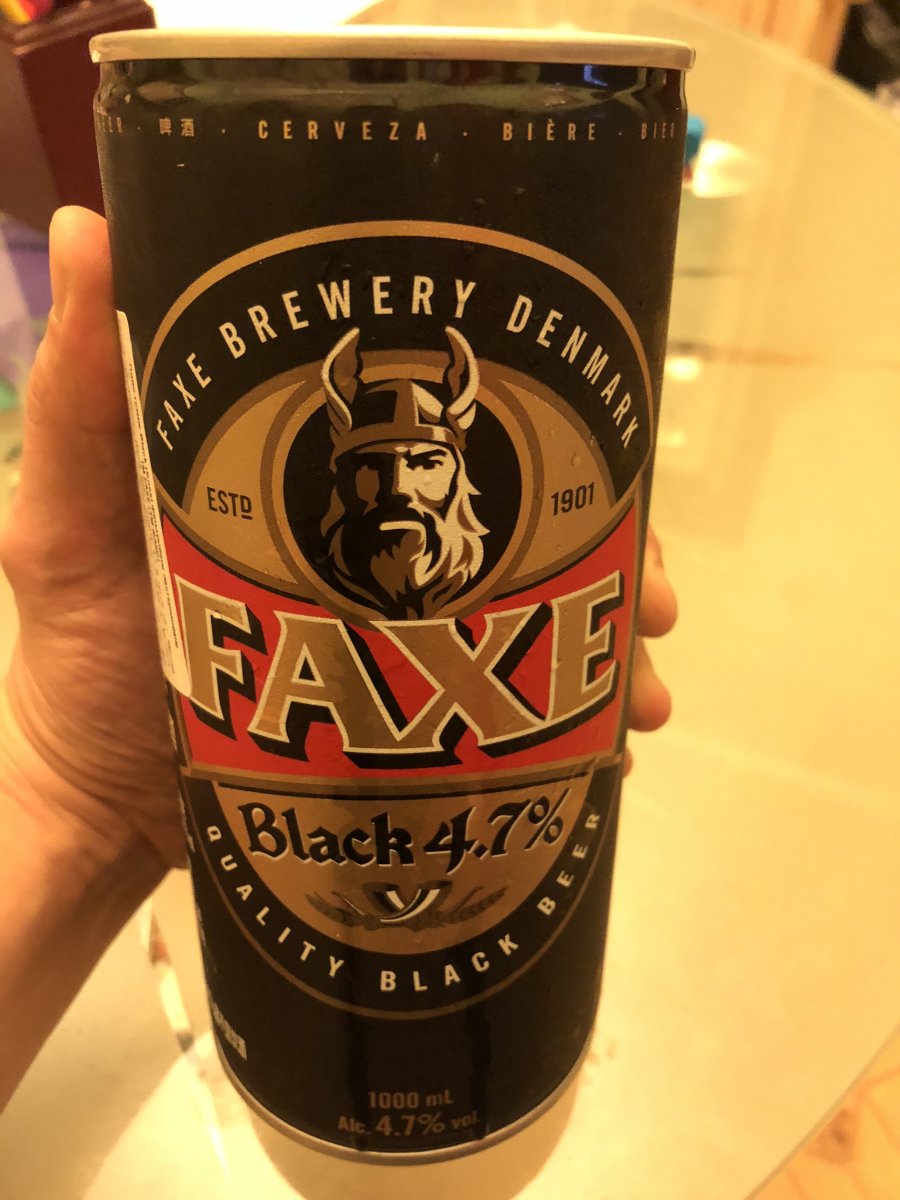 啤酒 · CERVEZA · BIÈRE ·
FAXE BREWERY DENMARK
ESTD 1901
FAXE
Black 4.7%
QUALITY BLACK BEER
1000 mL
Alc. 4.7% vol.